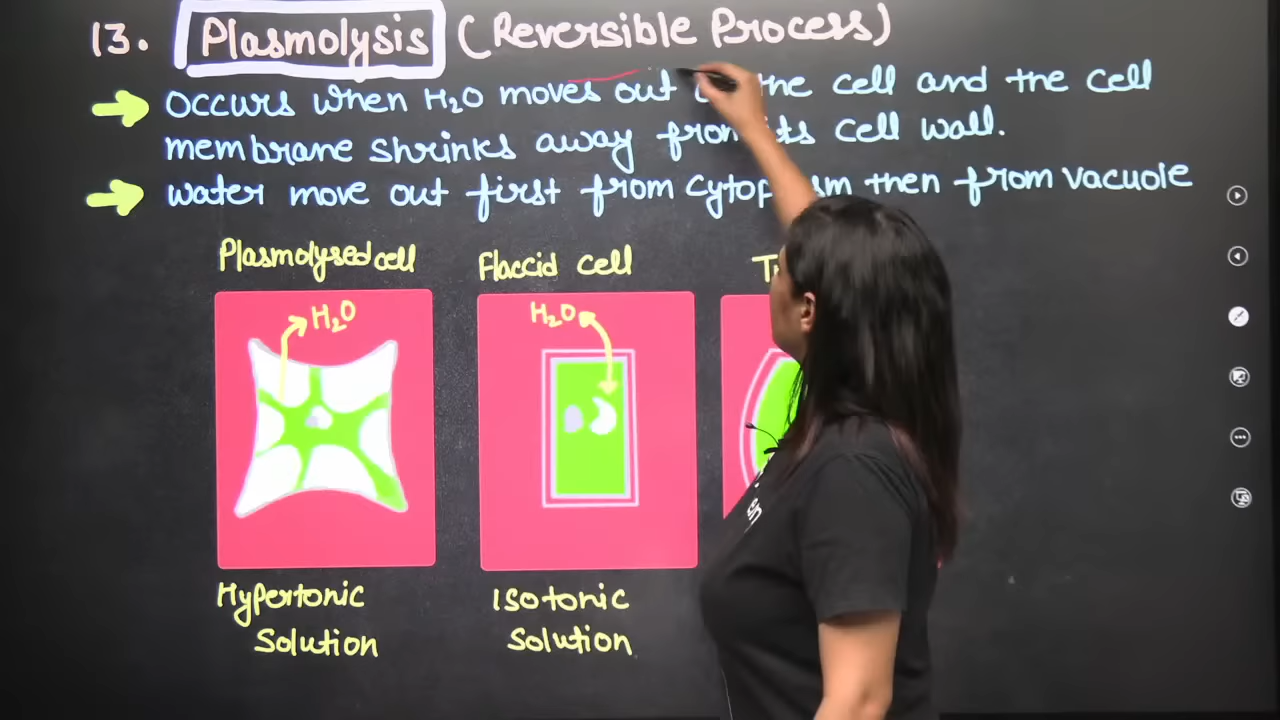 13. Plasmolysis (Reversible Process)
Occurs when H₂O moves out the cell and the cell
membrane shrinks away from its cell wall.
water move out first from then from vacuole
Plasmolysed cell
Flaccid cell
H₂O
H₂O
Hypertonic
Solution
Isotonic
Solution